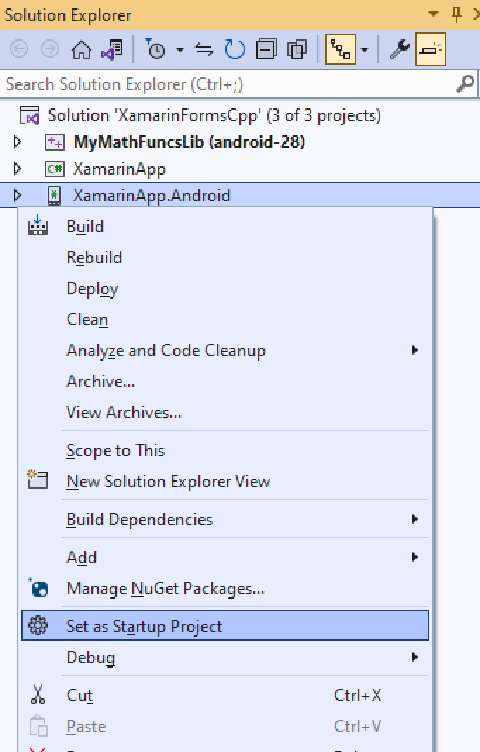 Solution Explorer
Search Solution Explorer (Ctrl+;)
Solution 'XamarinFormsCpp' (3 of 3 projects)
MyMathFuncsLib (android-28)
C# XamarinApp
XamarinApp.Android
Build
Rebuild
Deploy
Clean
Analyze and Code Cleanup
Archive...
View Archives...
Scope to This
New Solution Explorer View
Build Dependencies
Add
Manage NuGet Packages...
Set as Startup Project
Debug
Cut Ctrl+X
Paste Ctrl+V